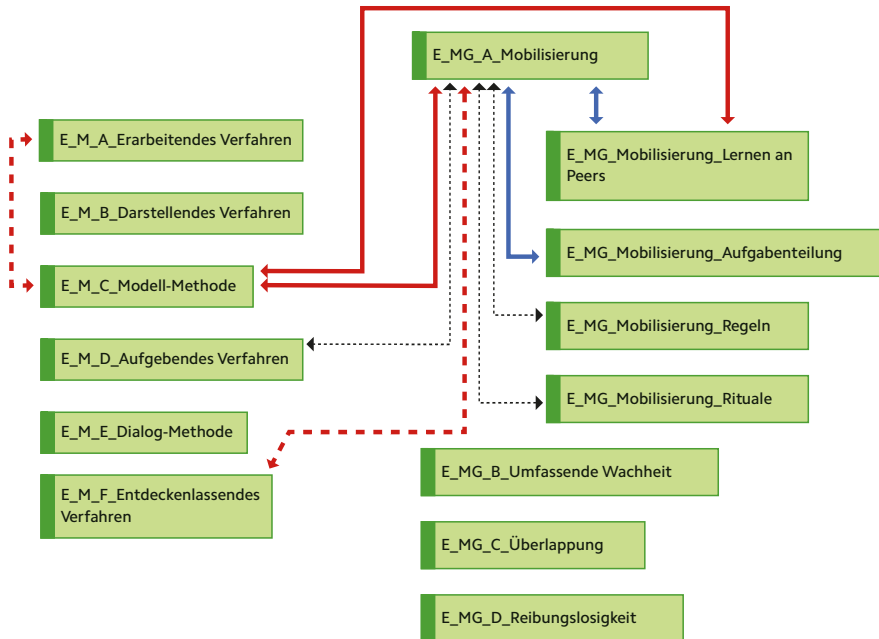 E_MG_A_Mobilisierung
E_M_A_Erarbeitendes Verfahren
E_M_B_Darstellendes Verfahren
E_M_C_Modell-Methode
E_M_D_Aufgebendes Verfahren
E_M_E_Dialog-Methode
E_M_F_Entdeckenlassendes
Verfahren
E_MG_Mobilisierung_Lernen an
Peers
E_MG_Mobilisierung_Aufgabenteilung
E_MG_Mobilisierung_Regeln
E_MG_Mobilisierung_Rituale
E_MG_B_Umfassende Wachheit
E_MG_C_Überlappung
E_MG_D_Reibungslosigkeit